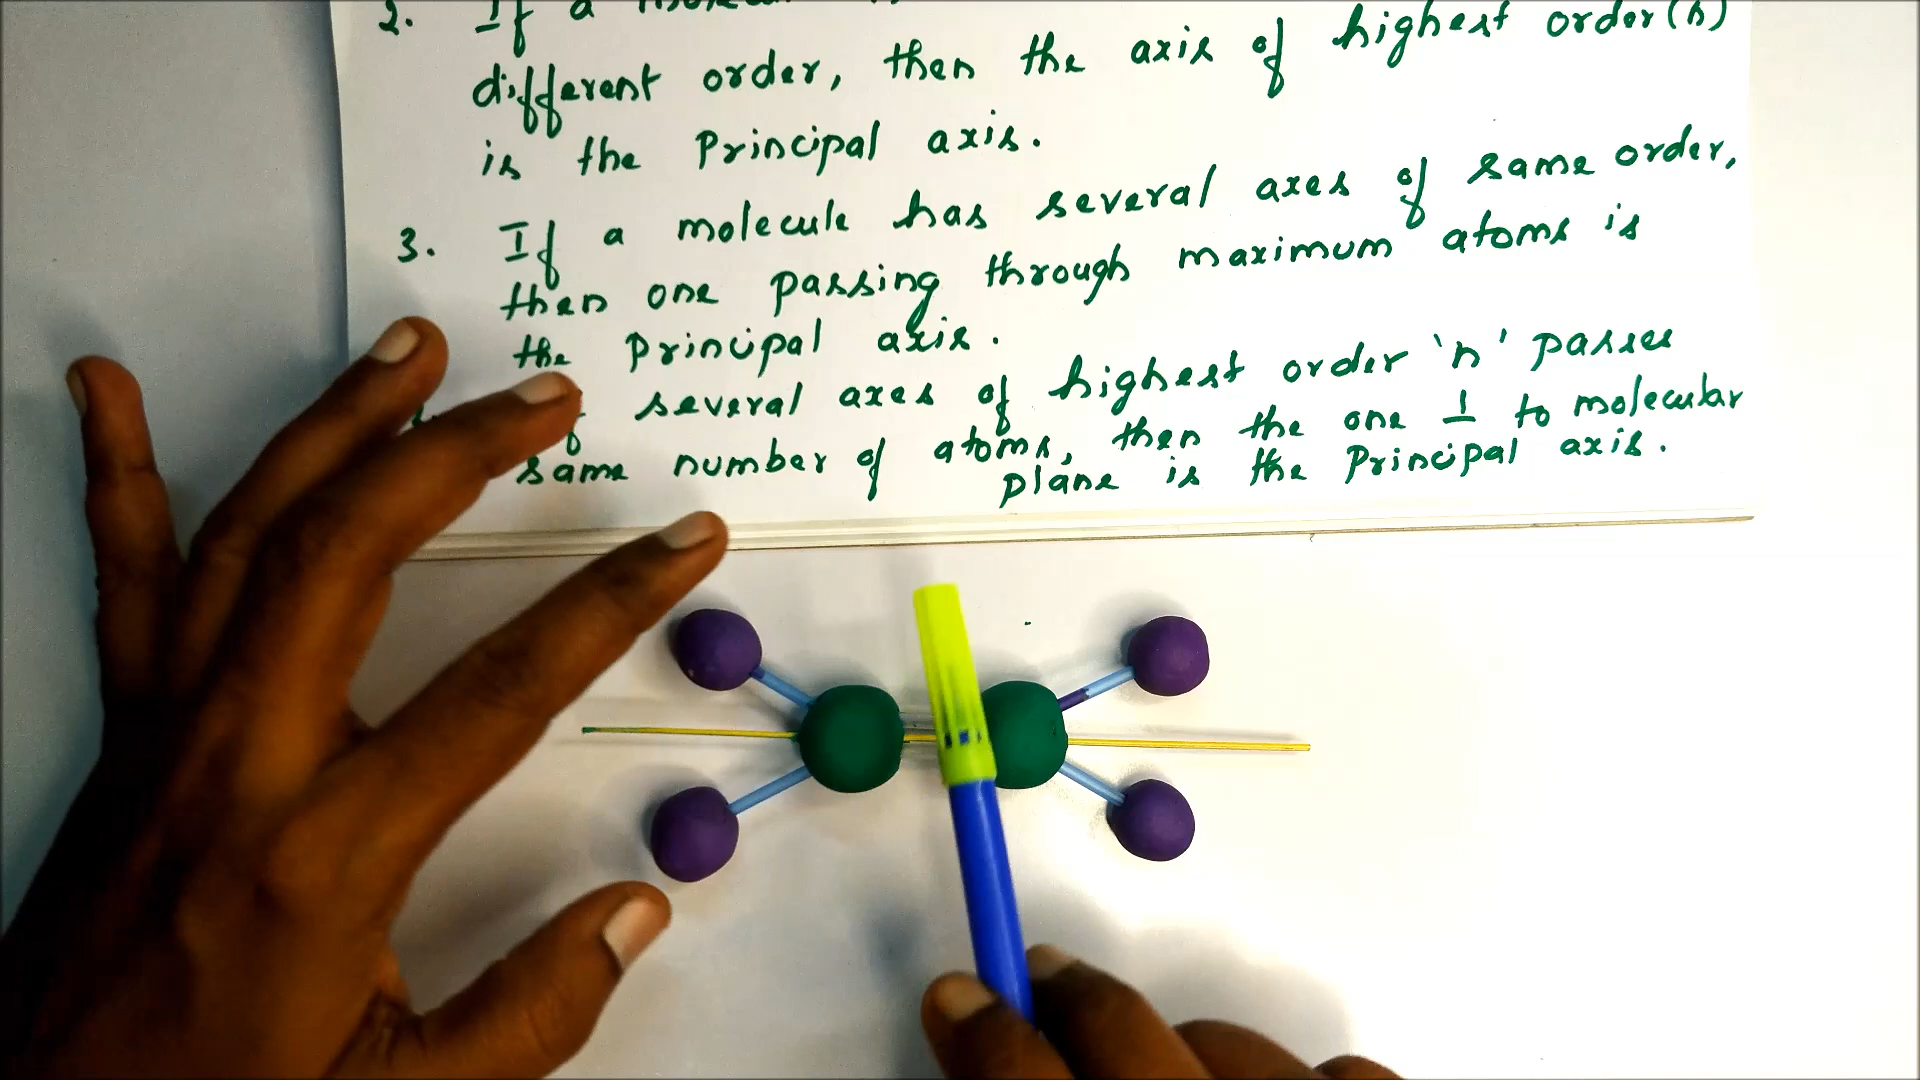 2. If a
different order, then the axis of highest order (n)
is the Principal axis.
3. If a molecule has several axes of same order,
then one passing through maximum atoms is
the Principal axis.
several axes of highest order 'n' passes
same number of atoms, then the one ⊥ to molecular
plane is the Principal axis.